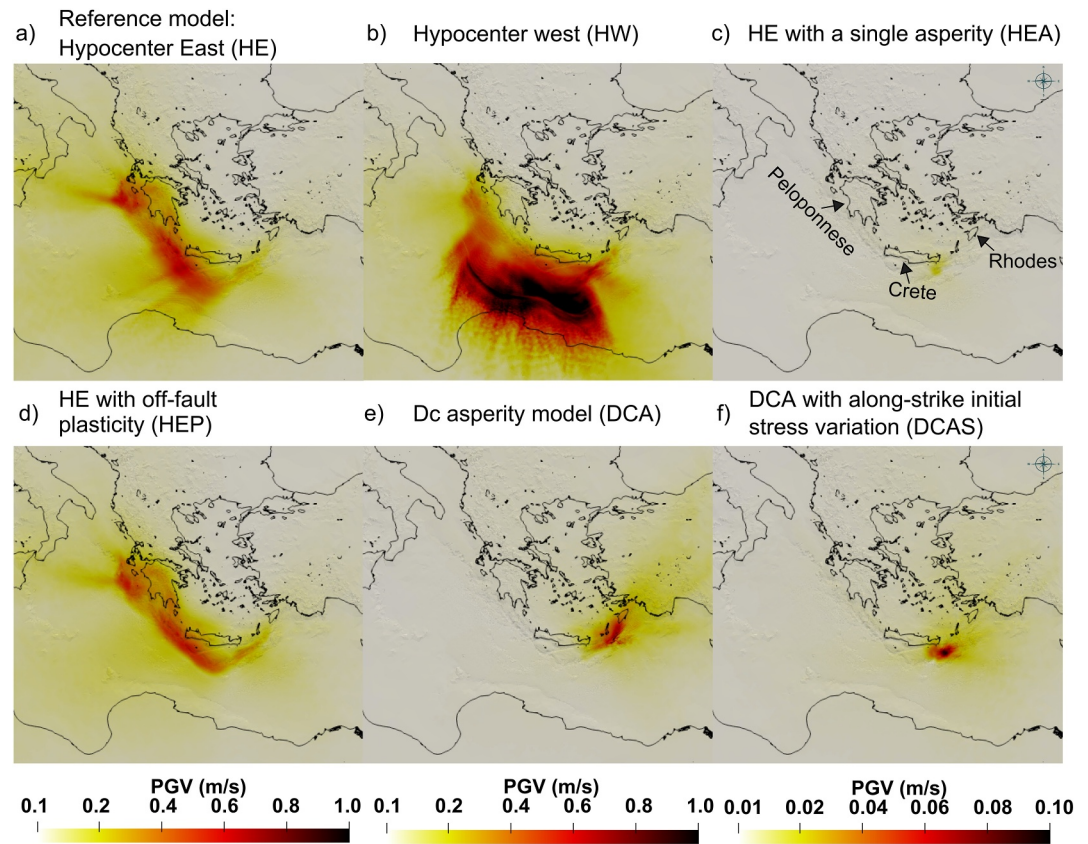 a) Reference model:
Hypocenter East (HE)
b) Hypocenter west (HW)
c) HE with a single asperity (HEA)
Peloponnese
Rhodes
Crete
d) HE with off-fault
plasticity (HEP)
e) Dc asperity model (DCA)
f) DCA with along-strike initial
stress variation (DCAS)
PGV (m/s)
0.1 0.2 0.4 0.6 0.8 1.0
PGV (m/s)
0.1 0.2 0.4 0.6 0.8 1.0
PGV (m/s)
0.01 0.02 0.04 0.06 0.08 0.10